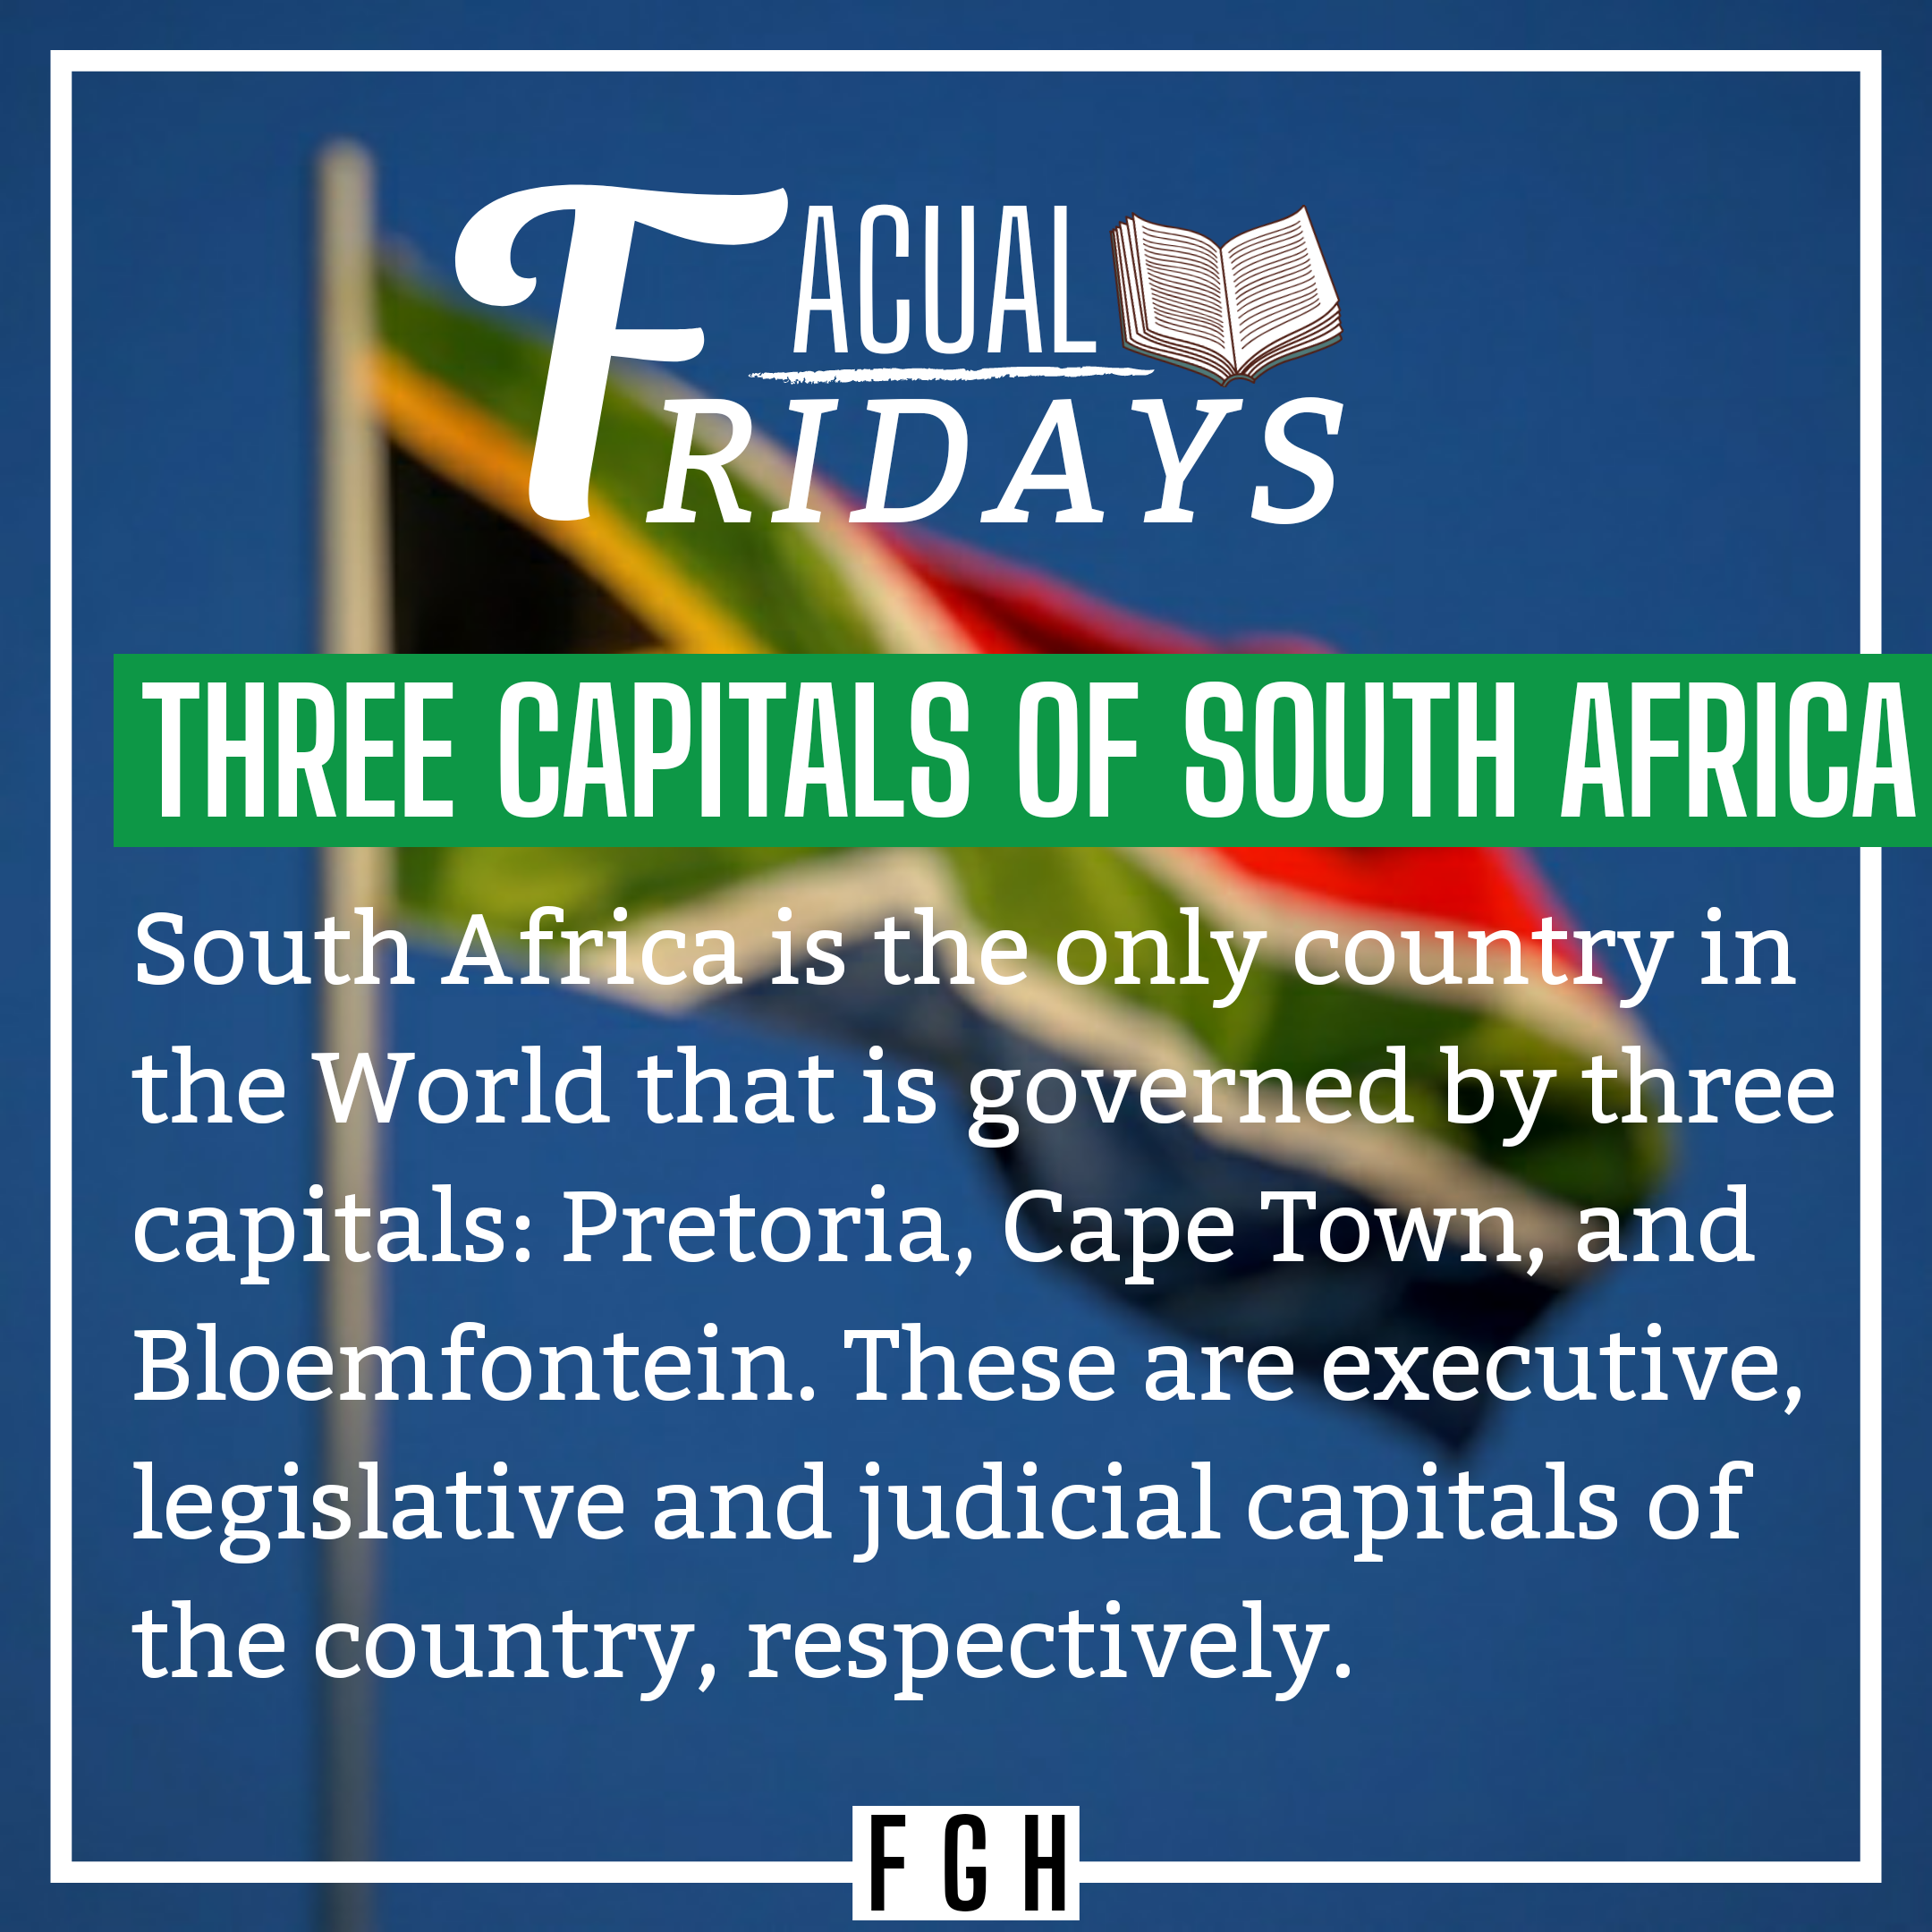 FACUAL
FRIDAYS
THREE CAPITALS OF SOUTH AFRICA
South Africa is the only country in
the World that is governed by three
capitals: Pretoria, Cape Town, and
Bloemfontein. These are executive,
legislative and judicial capitals of
the country, respectively.
F G H